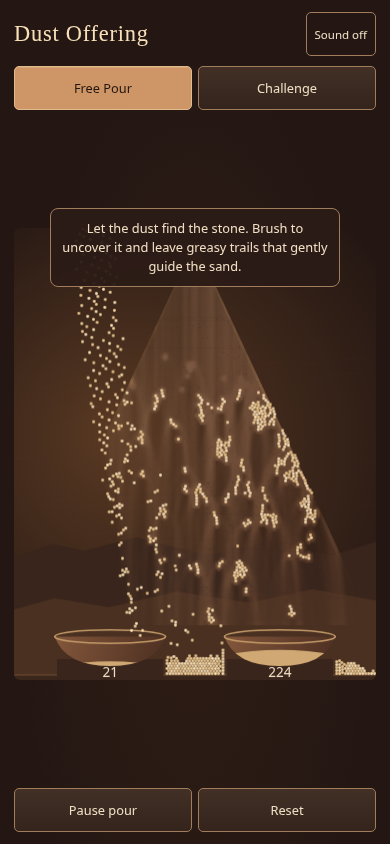 Dust Offering
Sound off
Free Pour
Challenge
Let the dust find the stone. Brush to
uncover it and leave greasy trails that gently
guide the sand.
21
224
Pause pour
Reset